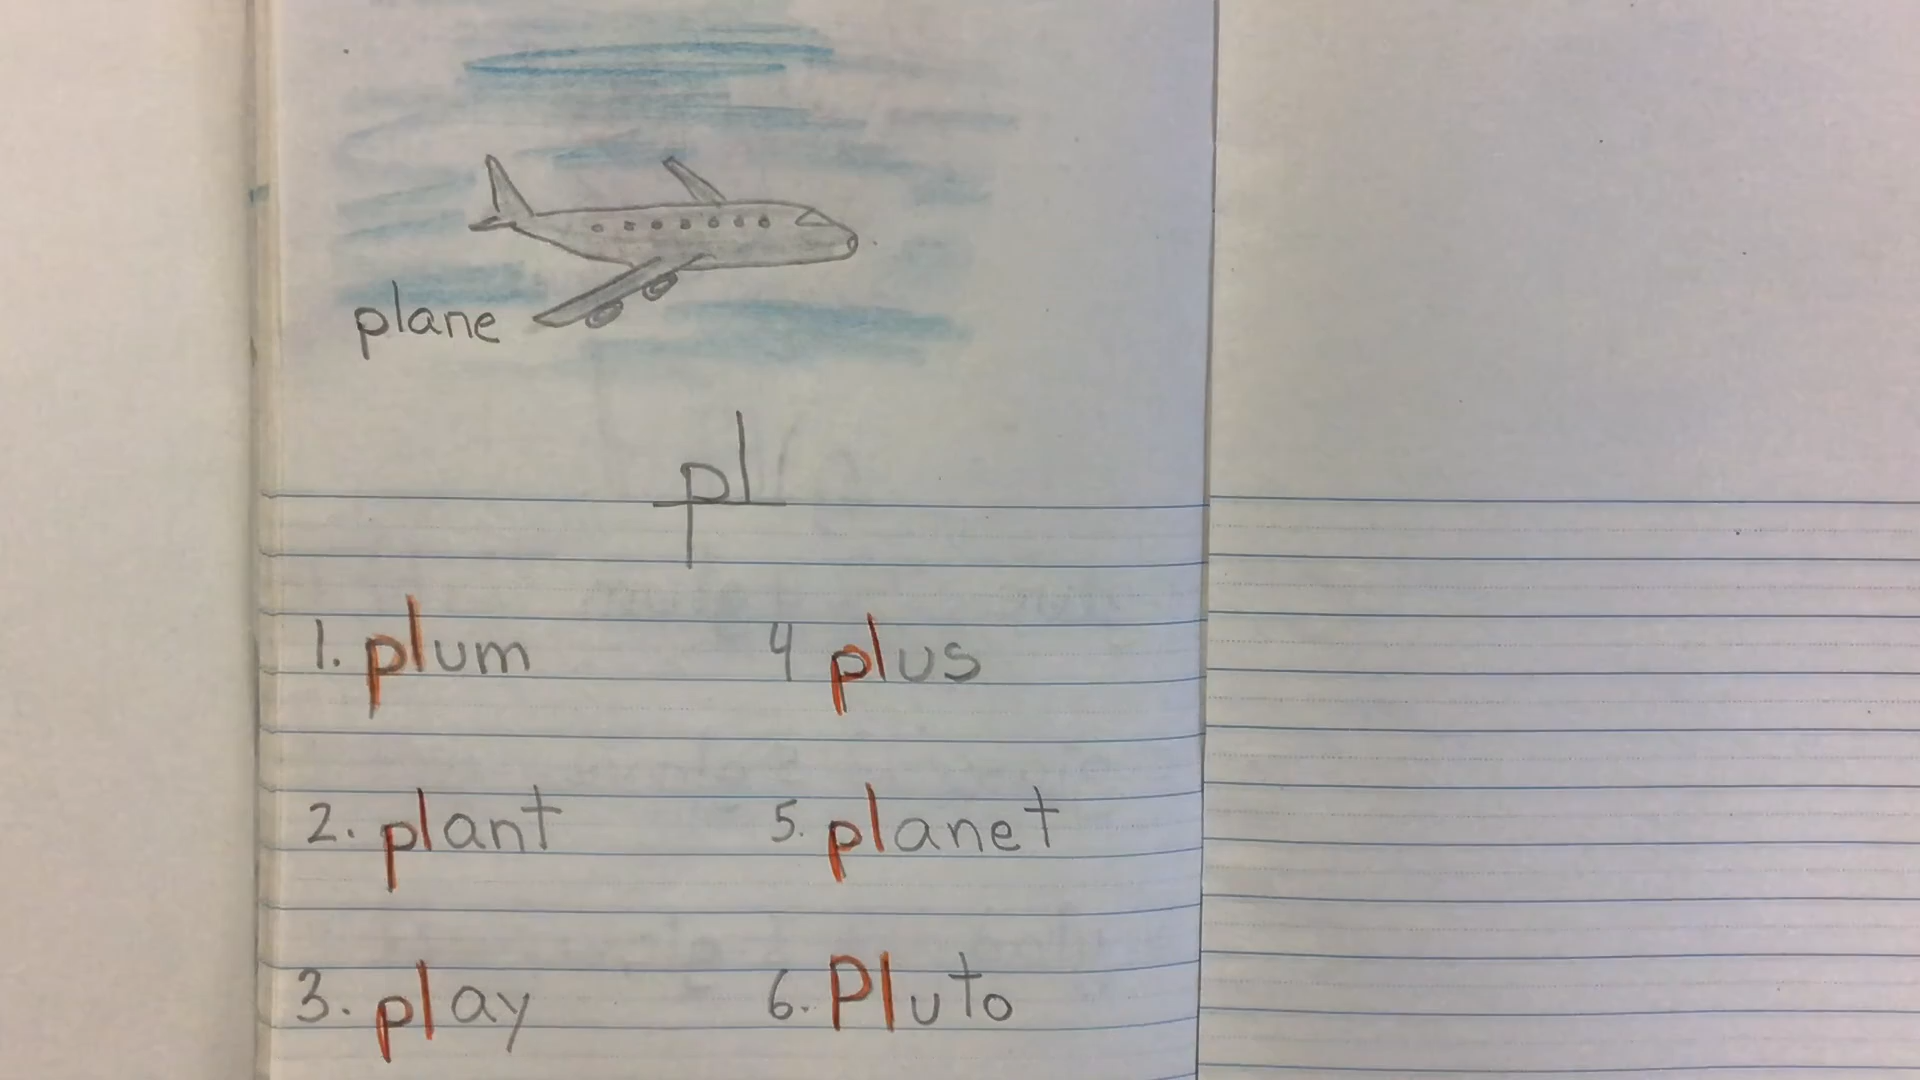 plane
pl
1. plum
2. plant
3. play
4 plus
5. planet
6. Pluto